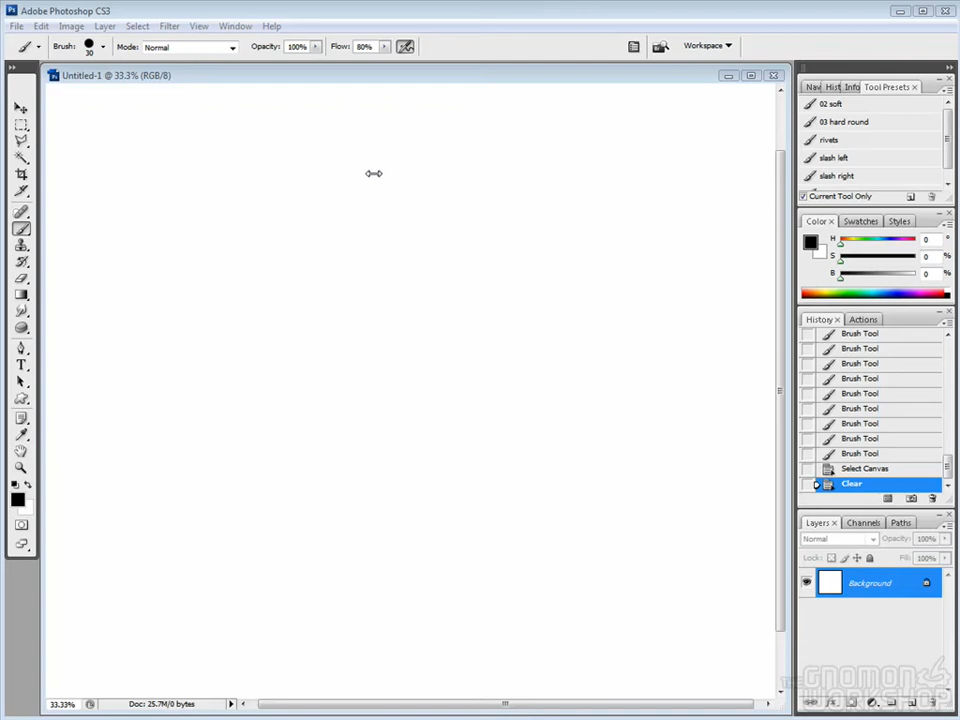 Adobe Photoshop CS3
File Edit Image Layer Select Filter View Window Help
Brush: 30 Mode: Normal Opacity: 100% Flow: 80% Workspace
Untitled-1 @ 33.3% (RGB/8)
Nav Hist Info Tool Presets x
02 soft
03 hard round
rivets
slash left
slash right
Current Tool Only
Color x Swatches Styles
H 0 °
S 0 %
B 0 %
History x Actions
Brush Tool
Brush Tool
Brush Tool
Brush Tool
Brush Tool
Brush Tool
Brush Tool
Brush Tool
Brush Tool
Select Canvas
Clear
Layers x Channels Paths
Normal Opacity: 100%
Lock: Fill: 100%
Background
33.33% Doc: 25.7M/0 bytes
THE GNOMON WORKSHOP